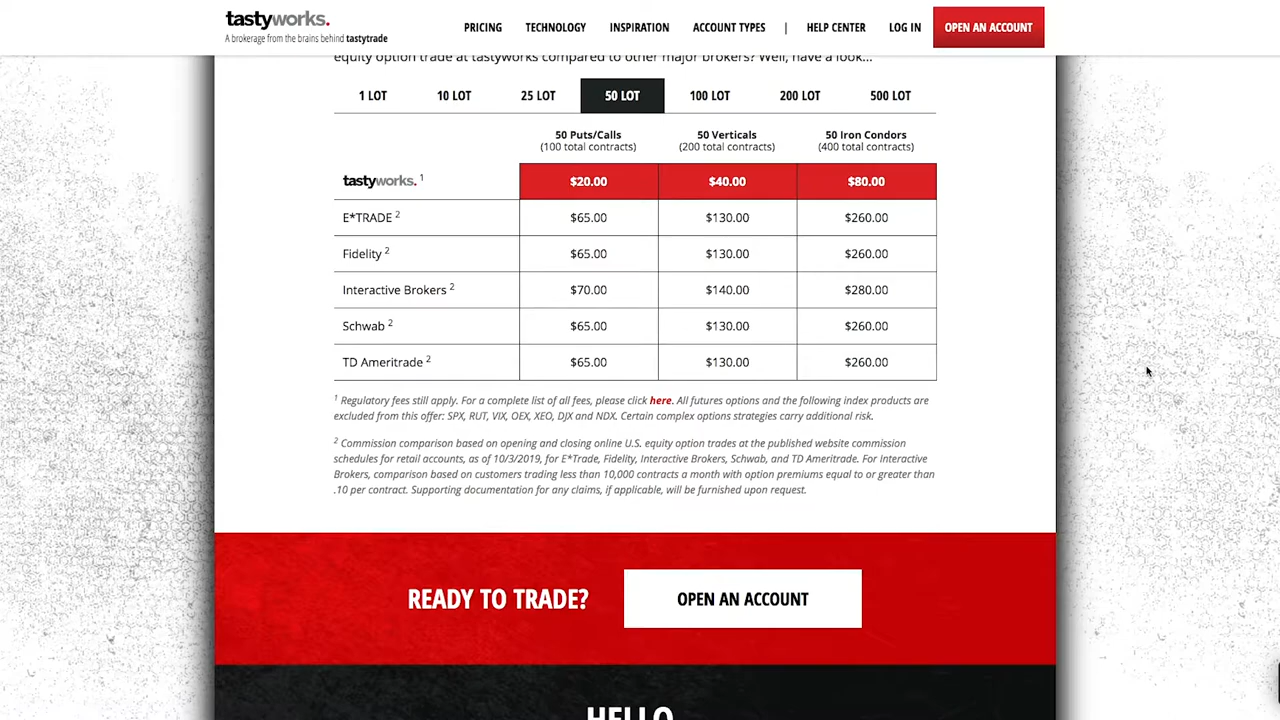 tastyworks.
A brokerage from the brains behind tastytrade
PRICING TECHNOLOGY INSPIRATION ACCOUNT TYPES | HELP CENTER LOG IN OPEN AN ACCOUNT
equity option trade at tastyworks compared to other major brokers? Well, have a look...
1 LOT 10 LOT 25 LOT 50 LOT 100 LOT 200 LOT 500 LOT
50 Puts/Calls 50 Verticals 50 Iron Condors
(100 total contracts) (200 total contracts) (400 total contracts)
tastyworks. 1 $20.00 $40.00 $80.00
E*TRADE 2 $65.00 $130.00 $260.00
Fidelity 2 $65.00 $130.00 $260.00
Interactive Brokers 2 $70.00 $140.00 $280.00
Schwab 2 $65.00 $130.00 $260.00
TD Ameritrade 2 $65.00 $130.00 $260.00
1 Regulatory fees still apply. For a complete list of all fees, please click here. All futures options and the following index products are
excluded from this offer: SPX, RUT, VIX, OEX, XEO, DJX and NDX. Certain complex options strategies carry additional risk.
2 Commission comparison based on opening and closing online U.S. equity option trades at the published website commission
schedules for retail accounts, as of 10/3/2019, for E*Trade, Fidelity, Interactive Brokers, Schwab, and TD Ameritrade. For Interactive
Brokers, comparison based on customers trading less than 10,000 contracts a month with option premiums equal to or greater than
.10 per contract. Supporting documentation for any claims, if applicable, will be furnished upon request.
READY TO TRADE? OPEN AN ACCOUNT
HELLO